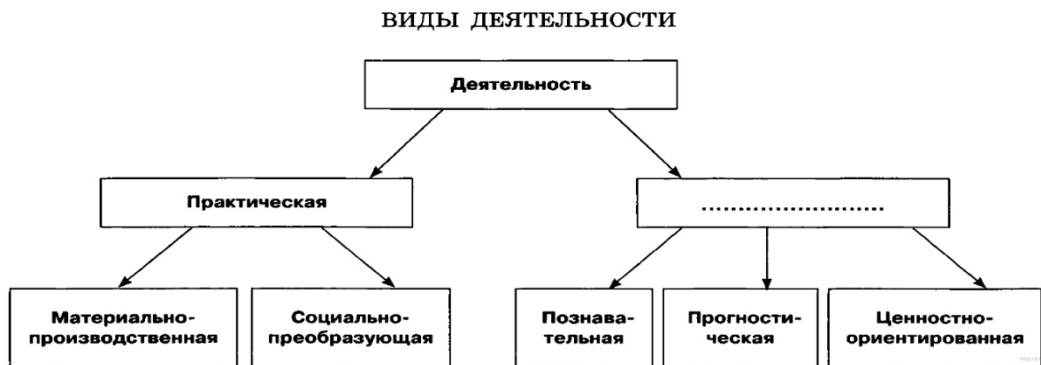 ВИДЫ ДЕЯТЕЛЬНОСТИ
Деятельность
Практическая
............................
Материально-
производственная
Социально-
преобразующая
Познава-
тельная
Прогности-
ческая
Ценностно-
ориентированная